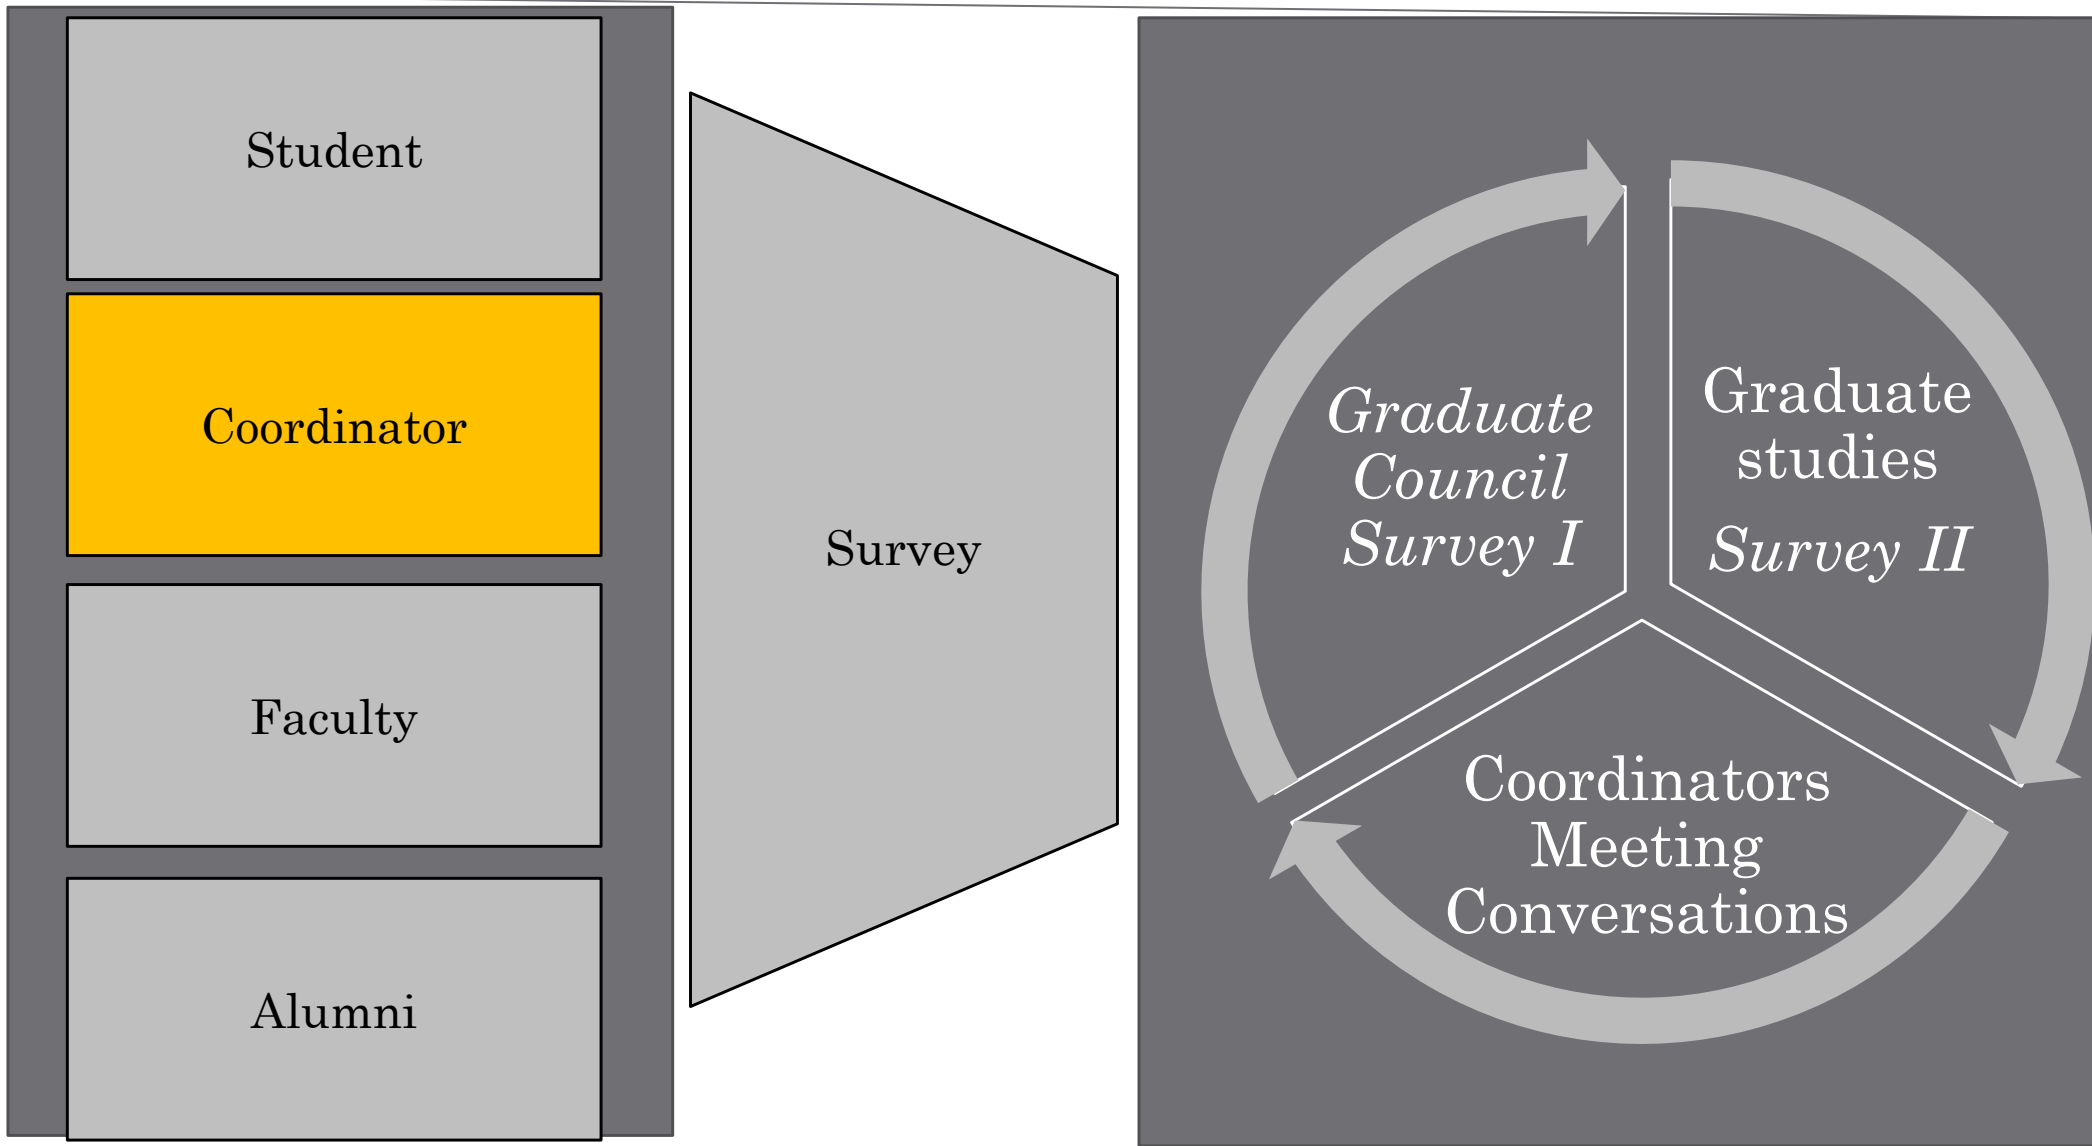 Student
Coordinator
Faculty
Alumni
Survey
Graduate
Council
Survey I
Graduate
studies
Survey II
Coordinators
Meeting
Conversations